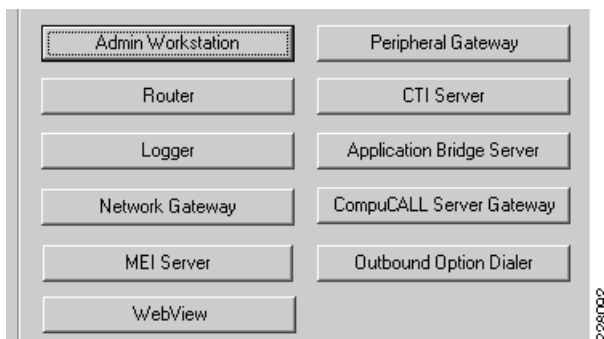 Admin Workstation
Peripheral Gateway
Router
CTI Server
Logger
Application Bridge Server
Network Gateway
CompuCALL Server Gateway
MEI Server
Outbound Option Dialer
WebView
228092